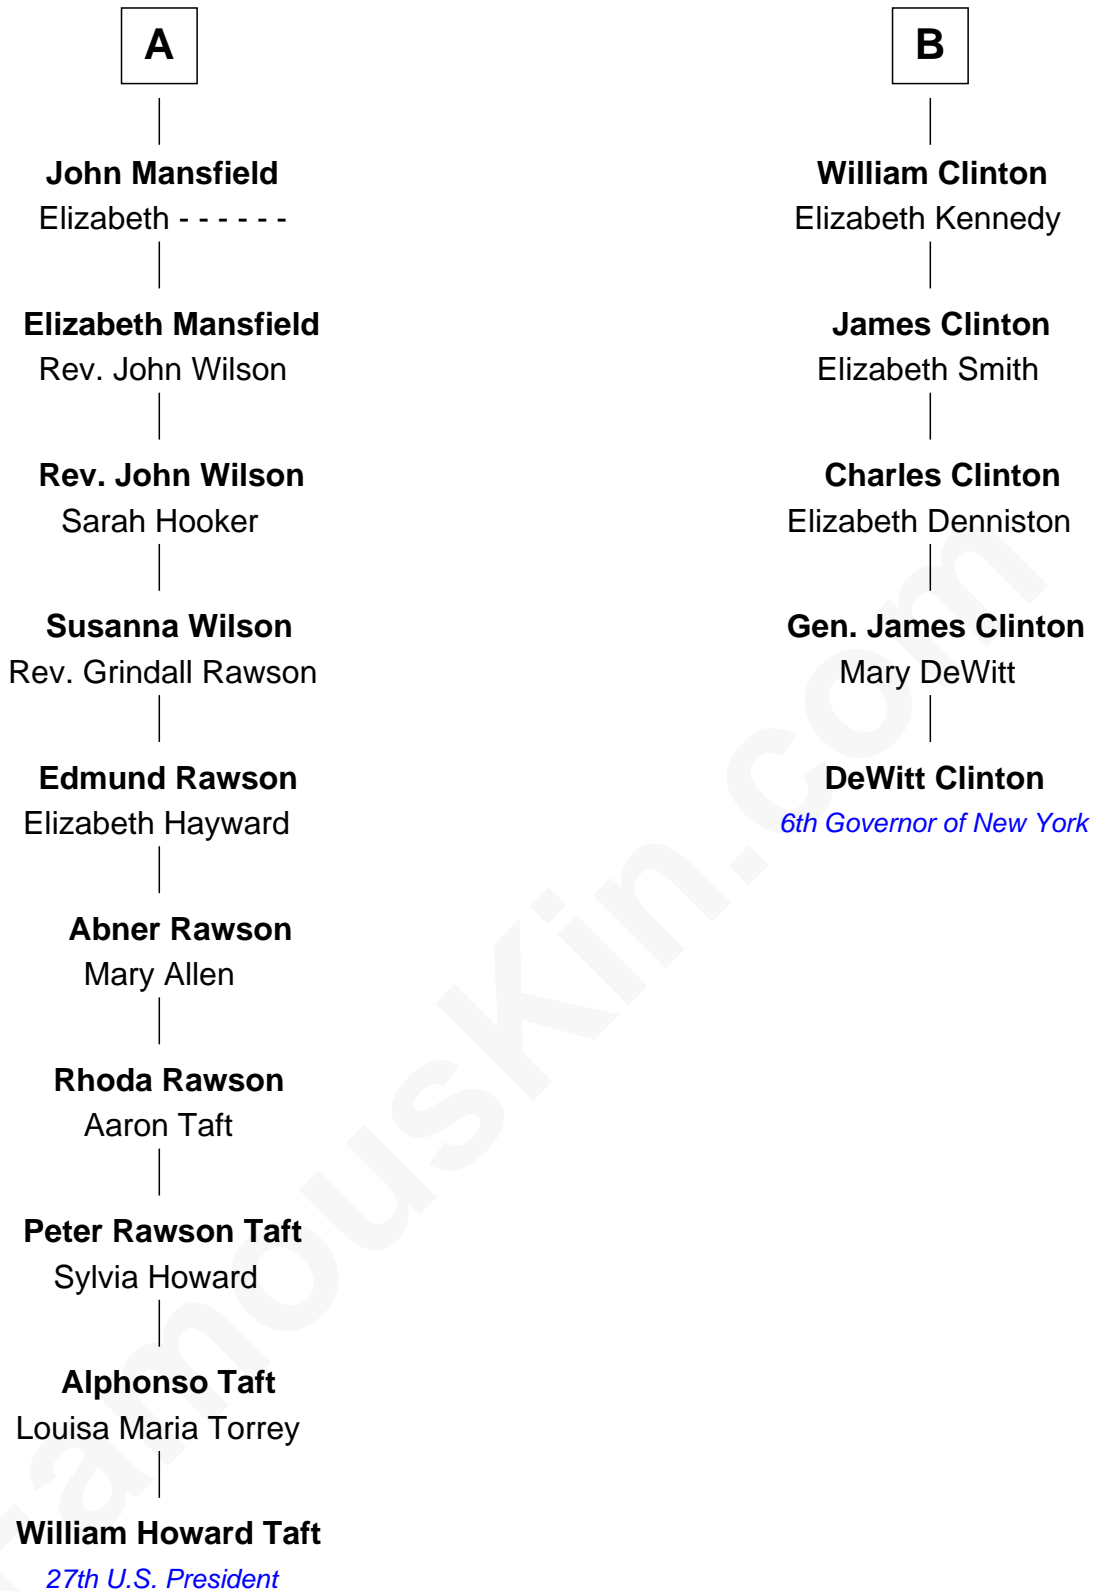 A
John Mansfield
Elizabeth - - - - - -
Elizabeth Mansfield
Rev. John Wilson
Rev. John Wilson
Sarah Hooker
Susanna Wilson
Rev. Grindall Rawson
Edmund Rawson
Elizabeth Hayward
Abner Rawson
Mary Allen
Rhoda Rawson
Aaron Taft
Peter Rawson Taft
Sylvia Howard
Alphonso Taft
Louisa Maria Torrey
William Howard Taft
27th U.S. President
B
William Clinton
Elizabeth Kennedy
James Clinton
Elizabeth Smith
Charles Clinton
Elizabeth Denniston
Gen. James Clinton
Mary DeWitt
DeWitt Clinton
6th Governor of New York
FamousKin.com